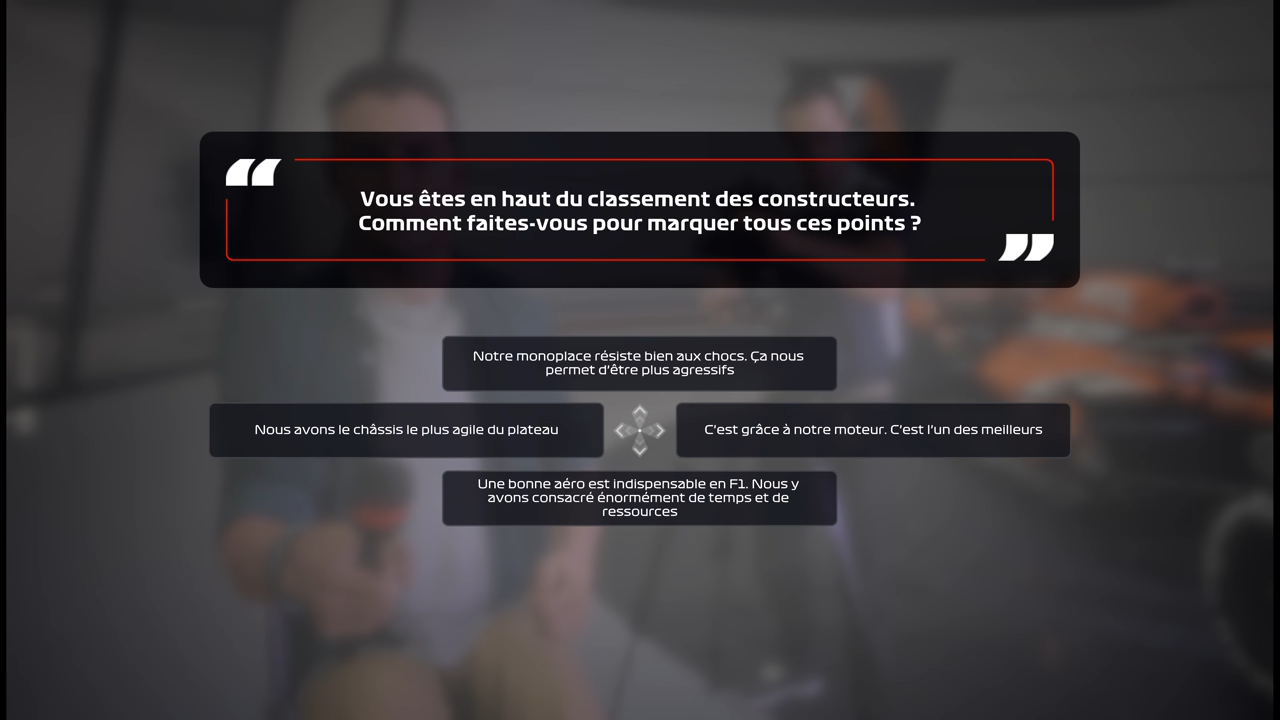 Vous êtes en haut du classement des constructeurs.
Comment faites-vous pour marquer tous ces points ?
Notre monoplace résiste bien aux chocs. Ça nous
permet d'être plus agressifs
Nous avons le châssis le plus agile du plateau
C'est grâce à notre moteur. C'est l'un des meilleurs
Une bonne aéro est indispensable en F1. Nous y
avons consacré énormément de temps et de
ressources